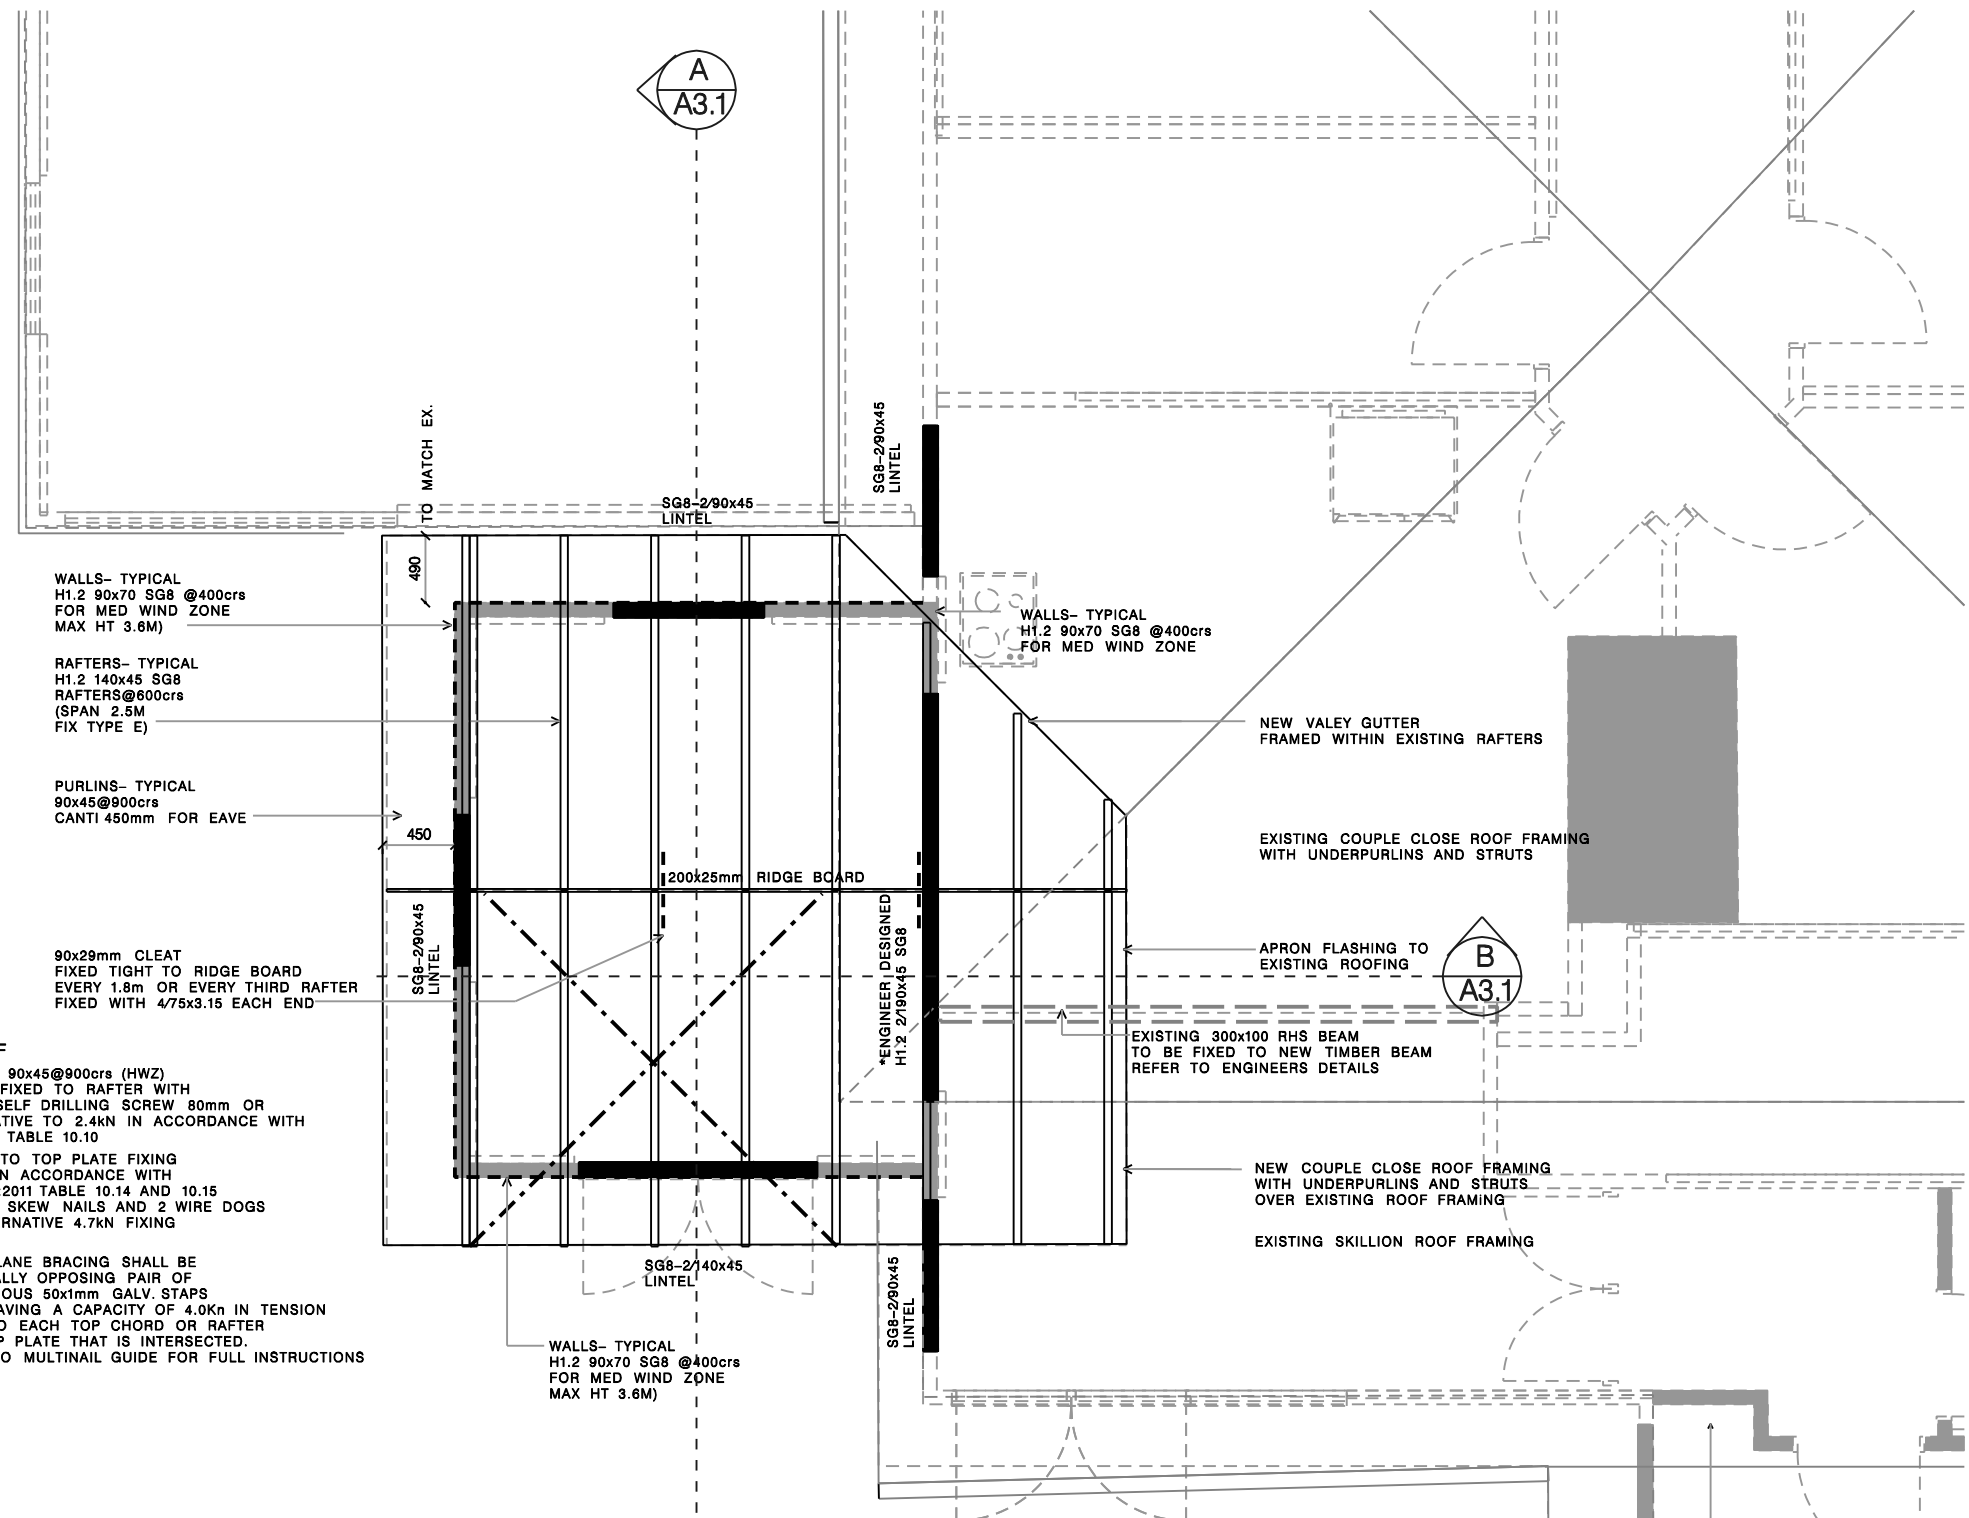 A
A3.1
TO MATCH EX.
490
SG8-2/90x45
LINTEL
SG8-2/90x45
LINTEL
WALLS- TYPICAL
H1.2 90x70 SG8 @400crs
FOR MED WIND ZONE
MAX HT 3.6M)
RAFTERS- TYPICAL
H1.2 140x45 SG8
RAFTERS@600crs
(SPAN 2.5M
FIX TYPE E)
PURLINS- TYPICAL
90x45@900crs
CANTI 450mm FOR EAVE
450
WALLS- TYPICAL
H1.2 90x70 SG8 @400crs
FOR MED WIND ZONE
NEW VALEY GUTTER
FRAMED WITHIN EXISTING RAFTERS
EXISTING COUPLE CLOSE ROOF FRAMING
WITH UNDERPURLINS AND STRUTS
200x25mm RIDGE BOARD
SG8-2/90x45
LINTEL
*ENGINEER DESIGNED
H1.2 2/190x45 SG8
90x29mm CLEAT
FIXED TIGHT TO RIDGE BOARD
EVERY 1.8m OR EVERY THIRD RAFTER
FIXED WITH 4/75x3.15 EACH END
APRON FLASHING TO
EXISTING ROOFING
B
A3.1
EXISTING 300x100 RHS BEAM
TO BE FIXED TO NEW TIMBER BEAM
REFER TO ENGINEERS DETAILS
F
90x45@900crs (HWZ)
FIXED TO RAFTER WITH
SELF DRILLING SCREW 80mm OR
ATIVE TO 2.4kN IN ACCORDANCE WITH
TABLE 10.10
TO TOP PLATE FIXING
N ACCORDANCE WITH
:2011 TABLE 10.14 AND 10.15
SKEW NAILS AND 2 WIRE DOGS
ERNATIVE 4.7kN FIXING
LANE BRACING SHALL BE
ALLY OPPOSING PAIR OF
OUS 50x1mm GALV. STAPS
AVING A CAPACITY OF 4.0Kn IN TENSION
O EACH TOP CHORD OR RAFTER
P PLATE THAT IS INTERSECTED.
O MULTINAIL GUIDE FOR FULL INSTRUCTIONS
NEW COUPLE CLOSE ROOF FRAMING
WITH UNDERPURLINS AND STRUTS
OVER EXISTING ROOF FRAMiNG
EXISTING SKILLION ROOF FRAMING
SG8-2/140x45
LINTEL
SG8-2/90x45
LINTEL
WALLS- TYPICAL
H1.2 90x70 SG8 @400crs
FOR MED WIND ZONE
MAX HT 3.6M)